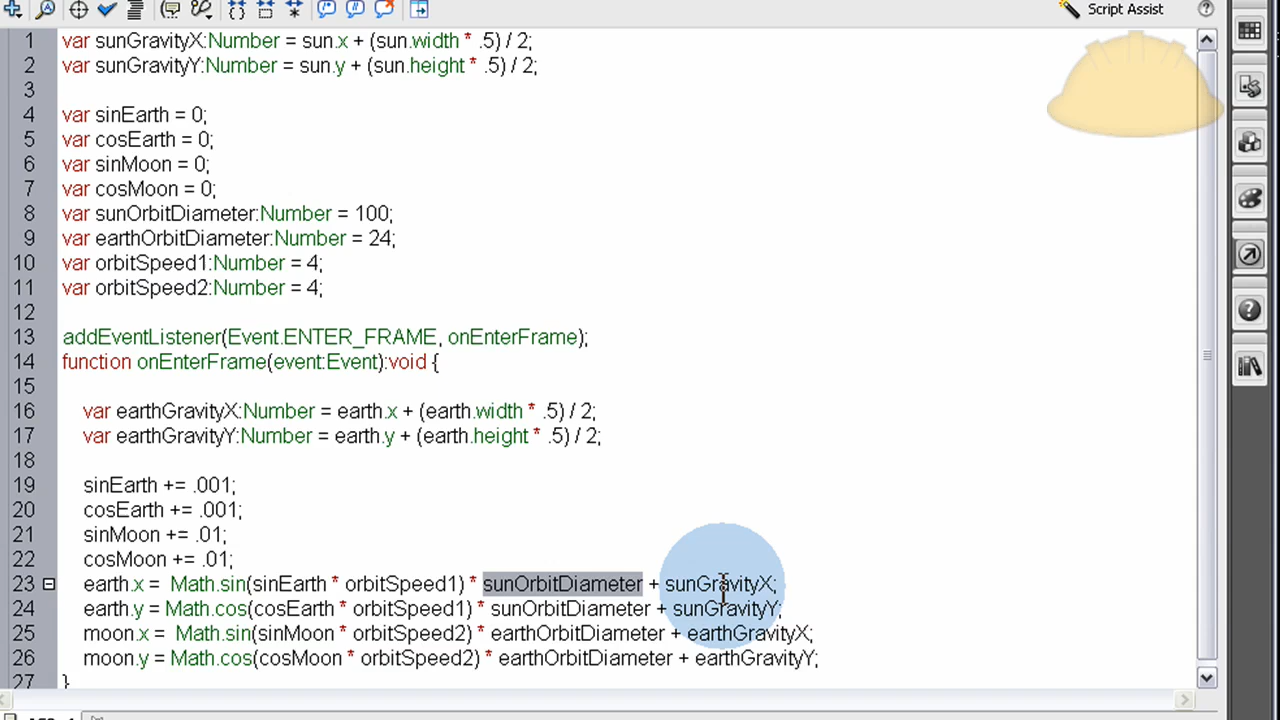 Script Assist
1 var sunGravityX:Number = sun.x + (sun.width * .5) / 2;
2 var sunGravityY:Number = sun.y + (sun.height * .5) / 2;
3
4 var sinEarth = 0;
5 var cosEarth = 0;
6 var sinMoon = 0;
7 var cosMoon = 0;
8 var sunOrbitDiameter:Number = 100;
9 var earthOrbitDiameter:Number = 24;
10 var orbitSpeed1:Number = 4;
11 var orbitSpeed2:Number = 4;
12
13 addEventListener(Event.ENTER_FRAME, onEnterFrame);
14 function onEnterFrame(event:Event):void {
15
16 var earthGravityX:Number = earth.x + (earth.width * .5) / 2;
17 var earthGravityY:Number = earth.y + (earth.height * .5) / 2;
18
19 sinEarth += .001;
20 cosEarth += .001;
21 sinMoon += .01;
22 cosMoon += .01;
23 earth.x = Math.sin(sinEarth * orbitSpeed1) * sunOrbitDiameter + sunGravityX;
24 earth.y = Math.cos(cosEarth * orbitSpeed1) * sunOrbitDiameter + sunGravityY;
25 moon.x = Math.sin(sinMoon * orbitSpeed2) * earthOrbitDiameter + earthGravityX;
26 moon.y = Math.cos(cosMoon * orbitSpeed2) * earthOrbitDiameter + earthGravityY;
27 }